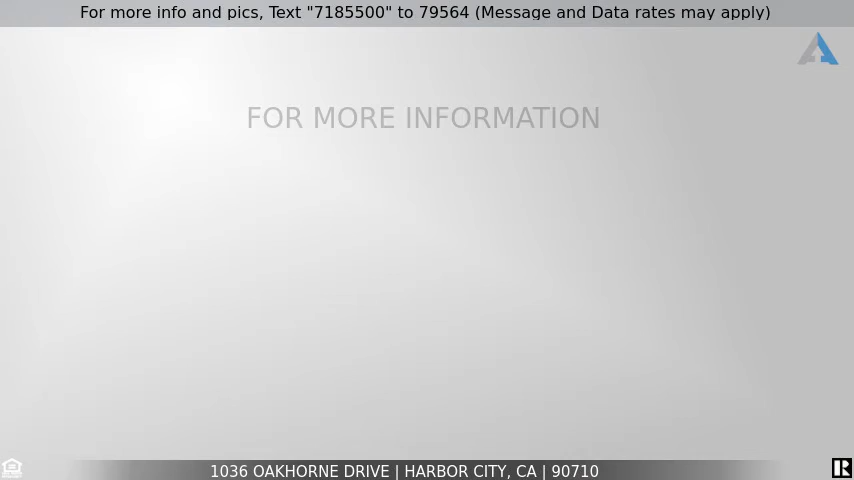 For more info and pics, Text "7185500" to 79564 (Message and Data rates may apply)
FOR MORE INFORMATION
1036 OAKHORNE DRIVE | HARBOR CITY, CA | 90710